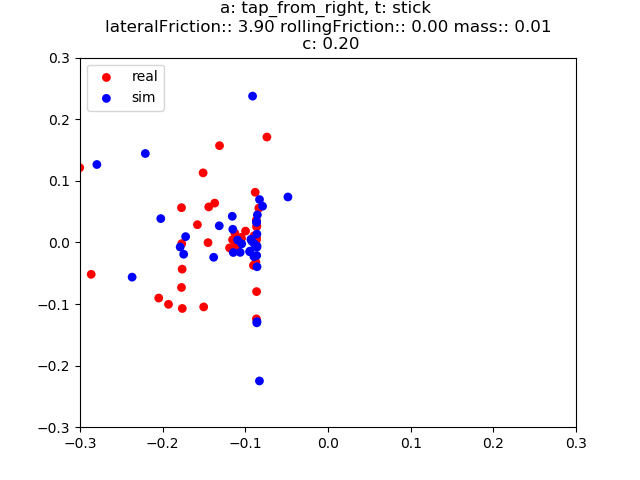 a: tap_from_right, t: stick
lateralFriction:: 3.90 rollingFriction:: 0.00 mass:: 0.01
c: 0.20
real
sim
0.3
0.2
0.1
0.0
−0.1
−0.2
−0.3
−0.3
−0.2
−0.1
0.0
0.1
0.2
0.3